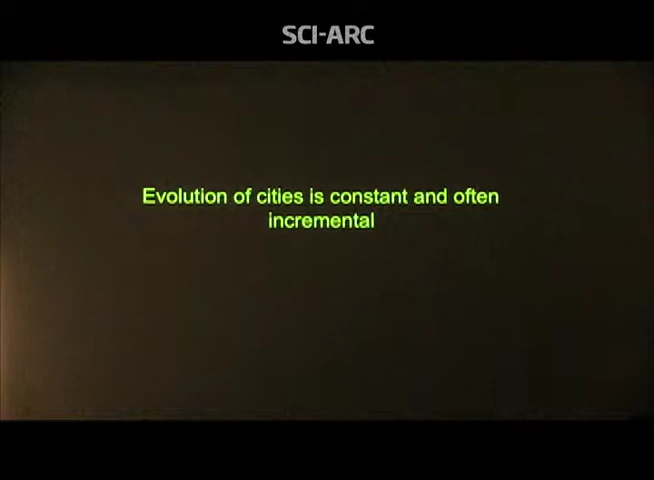 SCI-ARC
Evolution of cities is constant and often
incremental